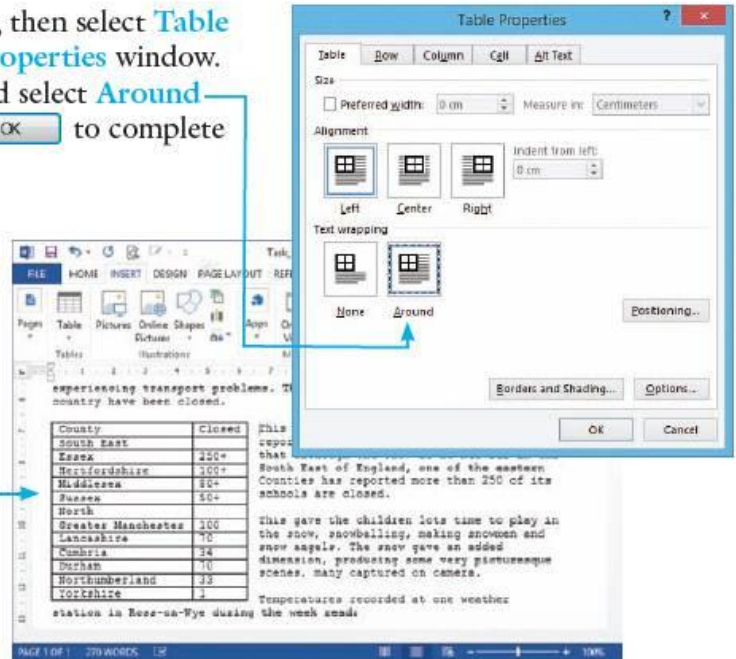 , then select Table
operties window.
d select Around
OK to complete
Table Properties
?
Table Row Column Cell Alt Text
Size
Preferred width: 0 cm Measure in: Centimeters
Alignment
Indent from left:
0 cm
Left Center Right
Text wrapping
None Around
Positioning...
Borders and Shading... Options...
OK Cancel
FILE HOME INSERT DESIGN PAGE LAYOUT REFE
Pages Table Pictures Online Shapes Apps
Pictures
Tables Illustrations
experiencing transport problems.
country have been closed.
County Closed
South East
Essex 250+
Hertfordshire 100+
Middlesex 80+
Sussex 50+
North
Greater Manchester 100
Lancashire 70
Cumbria 34
Durham 10
Northumberland 33
Yorkshire 1
This
repor
that
South East of England, one of the eastern
Counties has reported more than 250 of its
schools are closed.
This gave the children lots time to play in
the snow, snowballing, making snowmen and
snow angels. The snow gave an added
dimension, producing some very picturesque
scenes, many captured on camera.
Temperatures recorded at one weather
station in Ross-on-Wye during the week read:
PAGE 1 OF 1 270 WORDS
100%